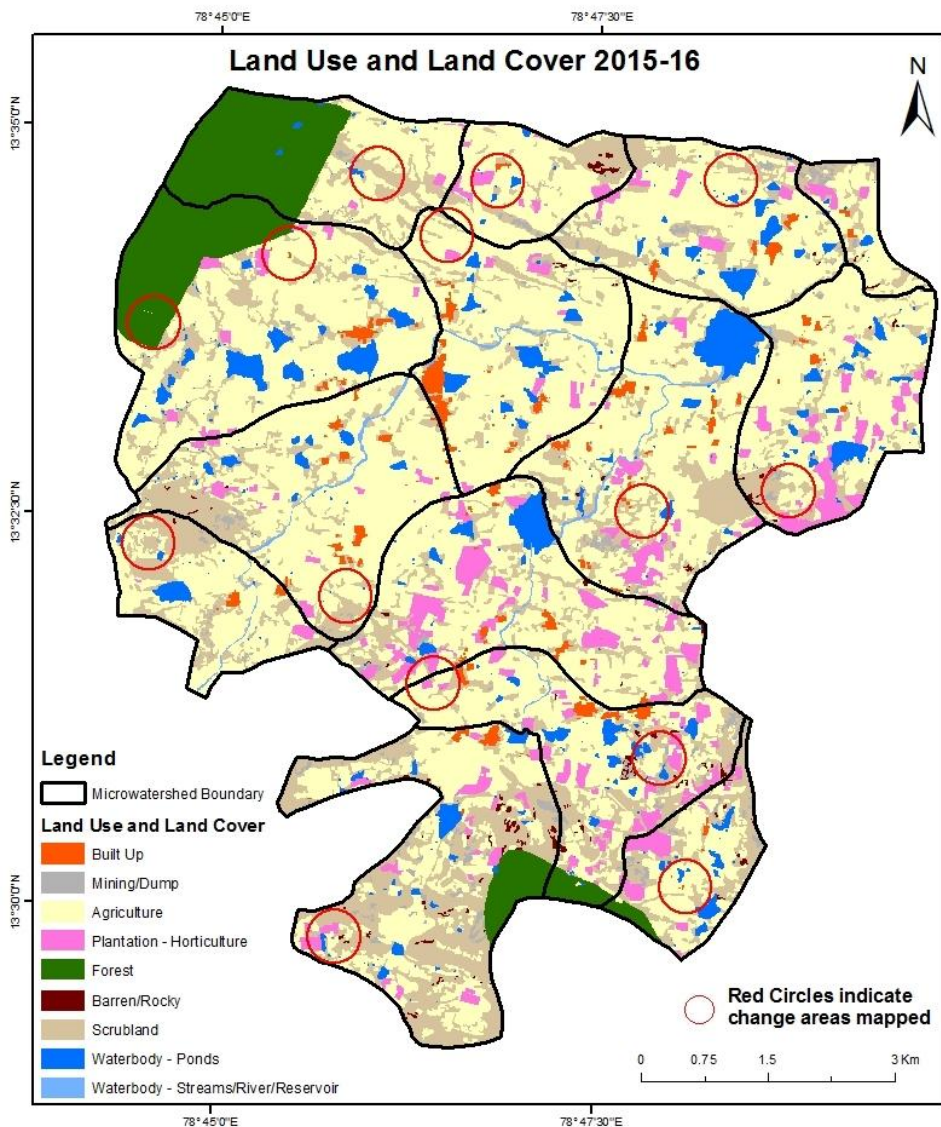 78°45'0"E
78°47'30"E
Land Use and Land Cover 2015-16
N
13°35'0"N
13°32'30"N
13°30'0"N
Legend
Microwatershed Boundary
Land Use and Land Cover
Built Up
Mining/Dump
Agriculture
Plantation - Horticulture
Forest
Barren/Rocky
Scrubland
Waterbody - Ponds
Waterbody - Streams/River/Reservoir
Red Circles indicate
change areas mapped
0 0.75 1.5 3 Km
78°45'0"E
78°47'30"E